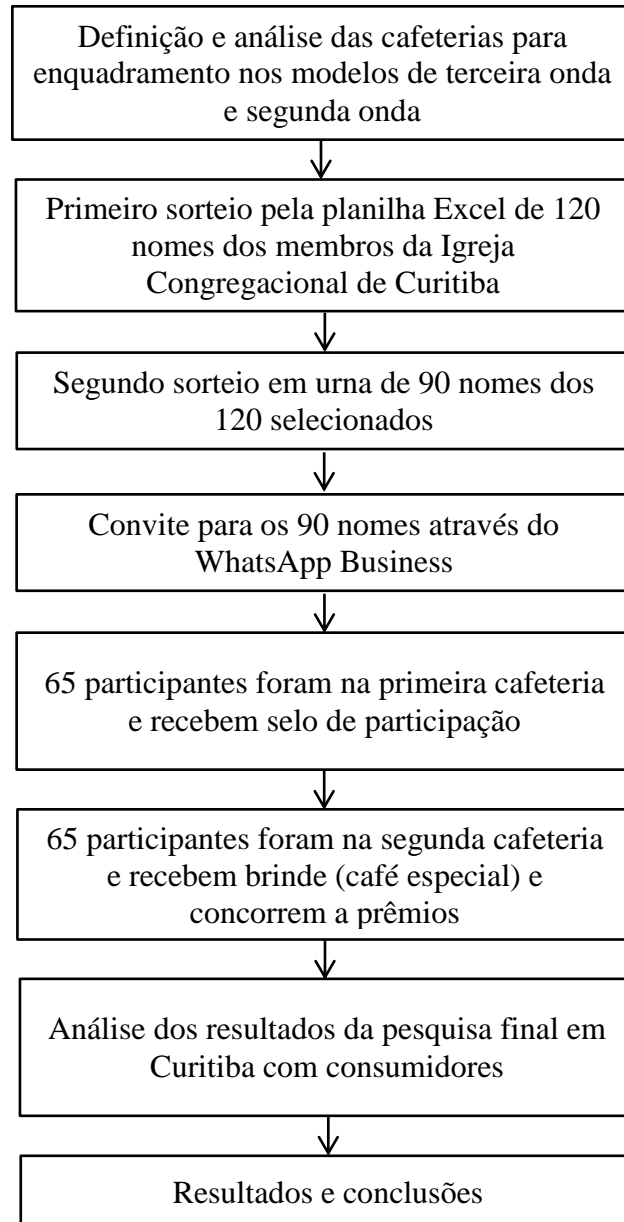 Definição e análise das cafeterias para
enquadramento nos modelos de terceira onda
e segunda onda
Primeiro sorteio pela planilha Excel de 120
nomes dos membros da Igreja
Congregacional de Curitiba
Segundo sorteio em urna de 90 nomes dos
120 selecionados
Convite para os 90 nomes através do
WhatsApp Business
65 participantes foram na primeira cafeteria
e recebem selo de participação
65 participantes foram na segunda cafeteria
e recebem brinde (café especial) e
concorrem a prêmios
Análise dos resultados da pesquisa final em
Curitiba com consumidores
Resultados e conclusões